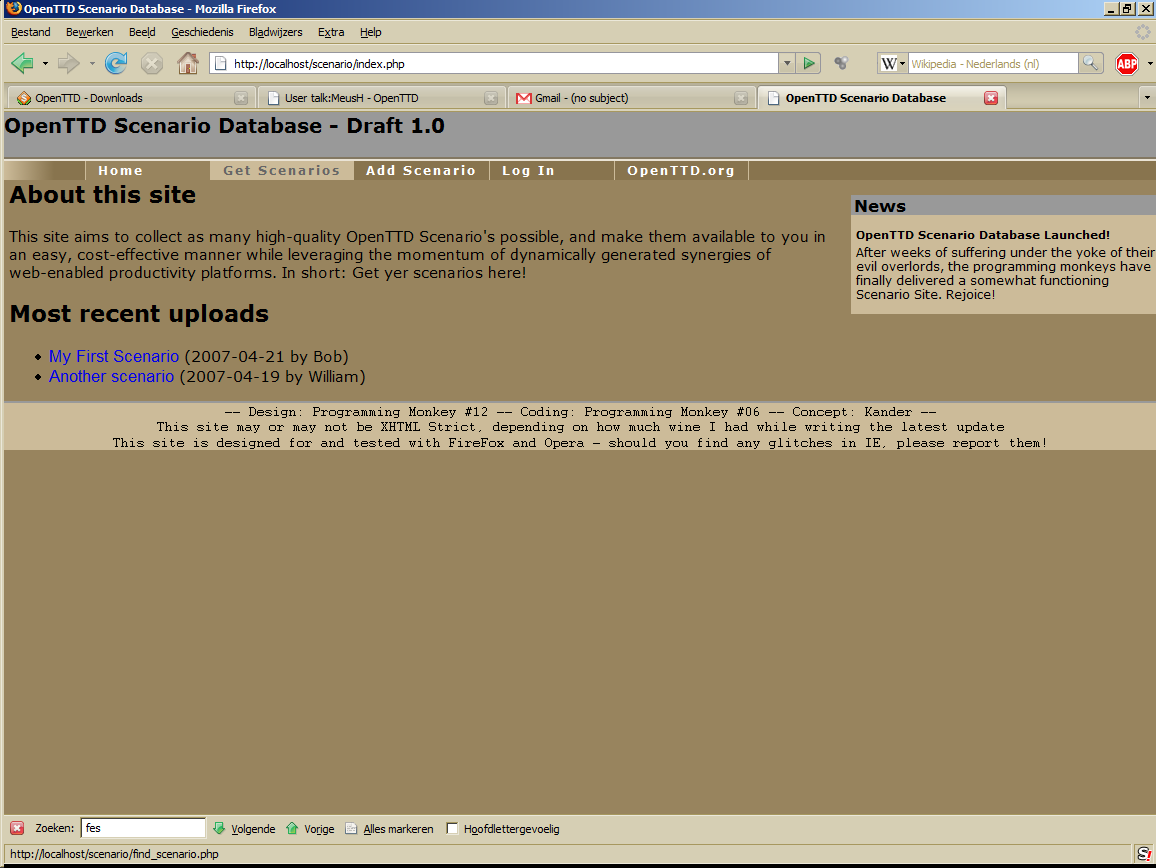 OpenTTD Scenario Database - Mozilla Firefox
Bestand Bewerken Beeld Geschiedenis Bladwijzers Extra Help
http://localhost/scenario/index.php W Wikipedia - Nederlands (nl) ABP
OpenTTD - Downloads User talk:MeusH - OpenTTD Gmail - (no subject) OpenTTD Scenario Database
OpenTTD Scenario Database - Draft 1.0
Home Get Scenarios Add Scenario Log In OpenTTD.org
About this site
This site aims to collect as many high-quality OpenTTD Scenario's possible, and make them available to you in
an easy, cost-effective manner while leveraging the momentum of dynamically generated synergies of
web-enabled productivity platforms. In short: Get yer scenarios here!
News
OpenTTD Scenario Database Launched!
After weeks of suffering under the yoke of their
evil overlords, the programming monkeys have
finally delivered a somewhat functioning
Scenario Site. Rejoice!
Most recent uploads
• My First Scenario (2007-04-21 by Bob)
• Another scenario (2007-04-19 by William)
-- Design: Programming Monkey #12 -- Coding: Programming Monkey #06 -- Concept: Kander --
This site may or may not be XHTML Strict, depending on how much wine I had while writing the latest update
This site is designed for and tested with FireFox and Opera - should you find any glitches in IE, please report them!
Zoeken: fes Volgende Vorige Alles markeren Hoofdlettergevoelig
http://localhost/scenario/find_scenario.php S!